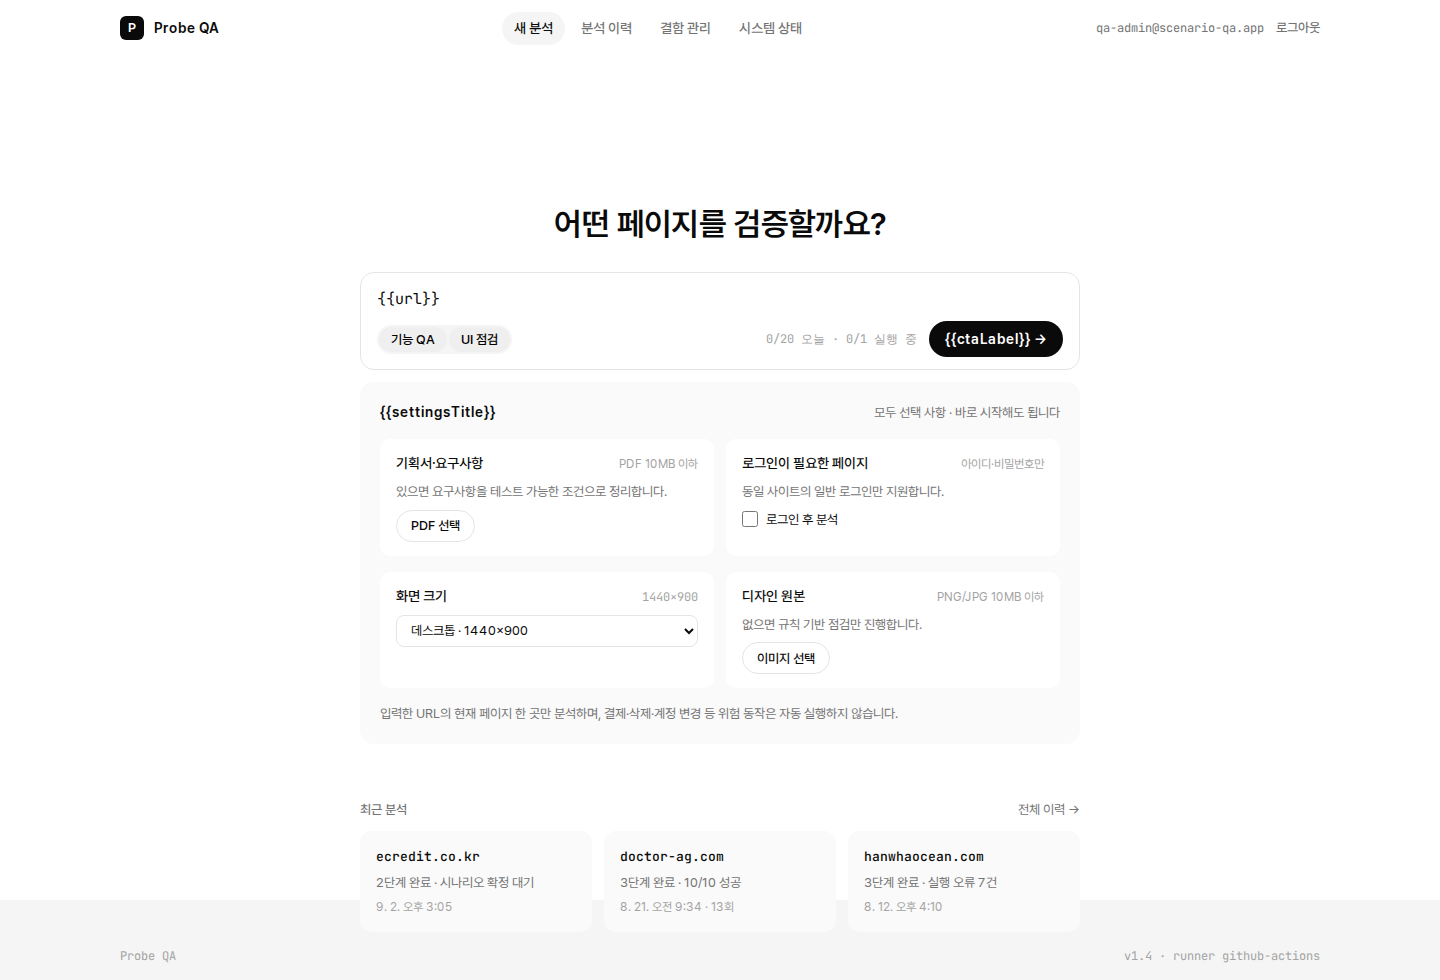 P Probe QA 새 분석 분석 이력 결함 관리 시스템 상태 qa-admin@scenario-qa.app 로그아웃
어떤 페이지를 검증할까요?
{{url}}
기능 QA UI 점검 0/20 오늘 · 0/1 실행 중 {{ctaLabel}} →
{{settingsTitle}} 모두 선택 사항 · 바로 시작해도 됩니다
기획서·요구사항 PDF 10MB 이하
있으면 요구사항을 테스트 가능한 조건으로 정리합니다.
PDF 선택
로그인이 필요한 페이지 아이디·비밀번호만
동일 사이트의 일반 로그인만 지원합니다.
로그인 후 분석
화면 크기 1440×900
데스크톱 · 1440×900
디자인 원본 PNG/JPG 10MB 이하
없으면 규칙 기반 점검만 진행합니다.
이미지 선택
입력한 URL의 현재 페이지 한 곳만 분석하며, 결제·삭제·계정 변경 등 위험 동작은 자동 실행하지 않습니다.
최근 분석 전체 이력 →
ecredit.co.kr
2단계 완료 · 시나리오 확정 대기
9. 2. 오후 3:05
doctor-ag.com
3단계 완료 · 10/10 성공
8. 21. 오전 9:34 · 13회
hanwhaocean.com
3단계 완료 · 실행 오류 7건
8. 12. 오후 4:10
Probe QA v1.4 · runner github-actions